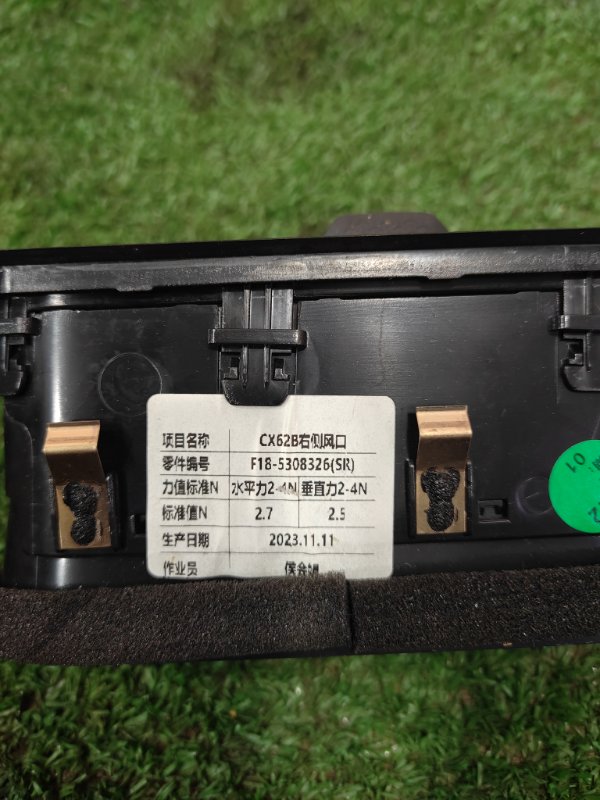 项目名称 CX62B右侧风口
零件编号 F18-5308326(SR)
力值标准N 水平力2-4N 垂直力2-4N
标准值N 2.7 2.5
生产日期 2023.11.11
作业员
01